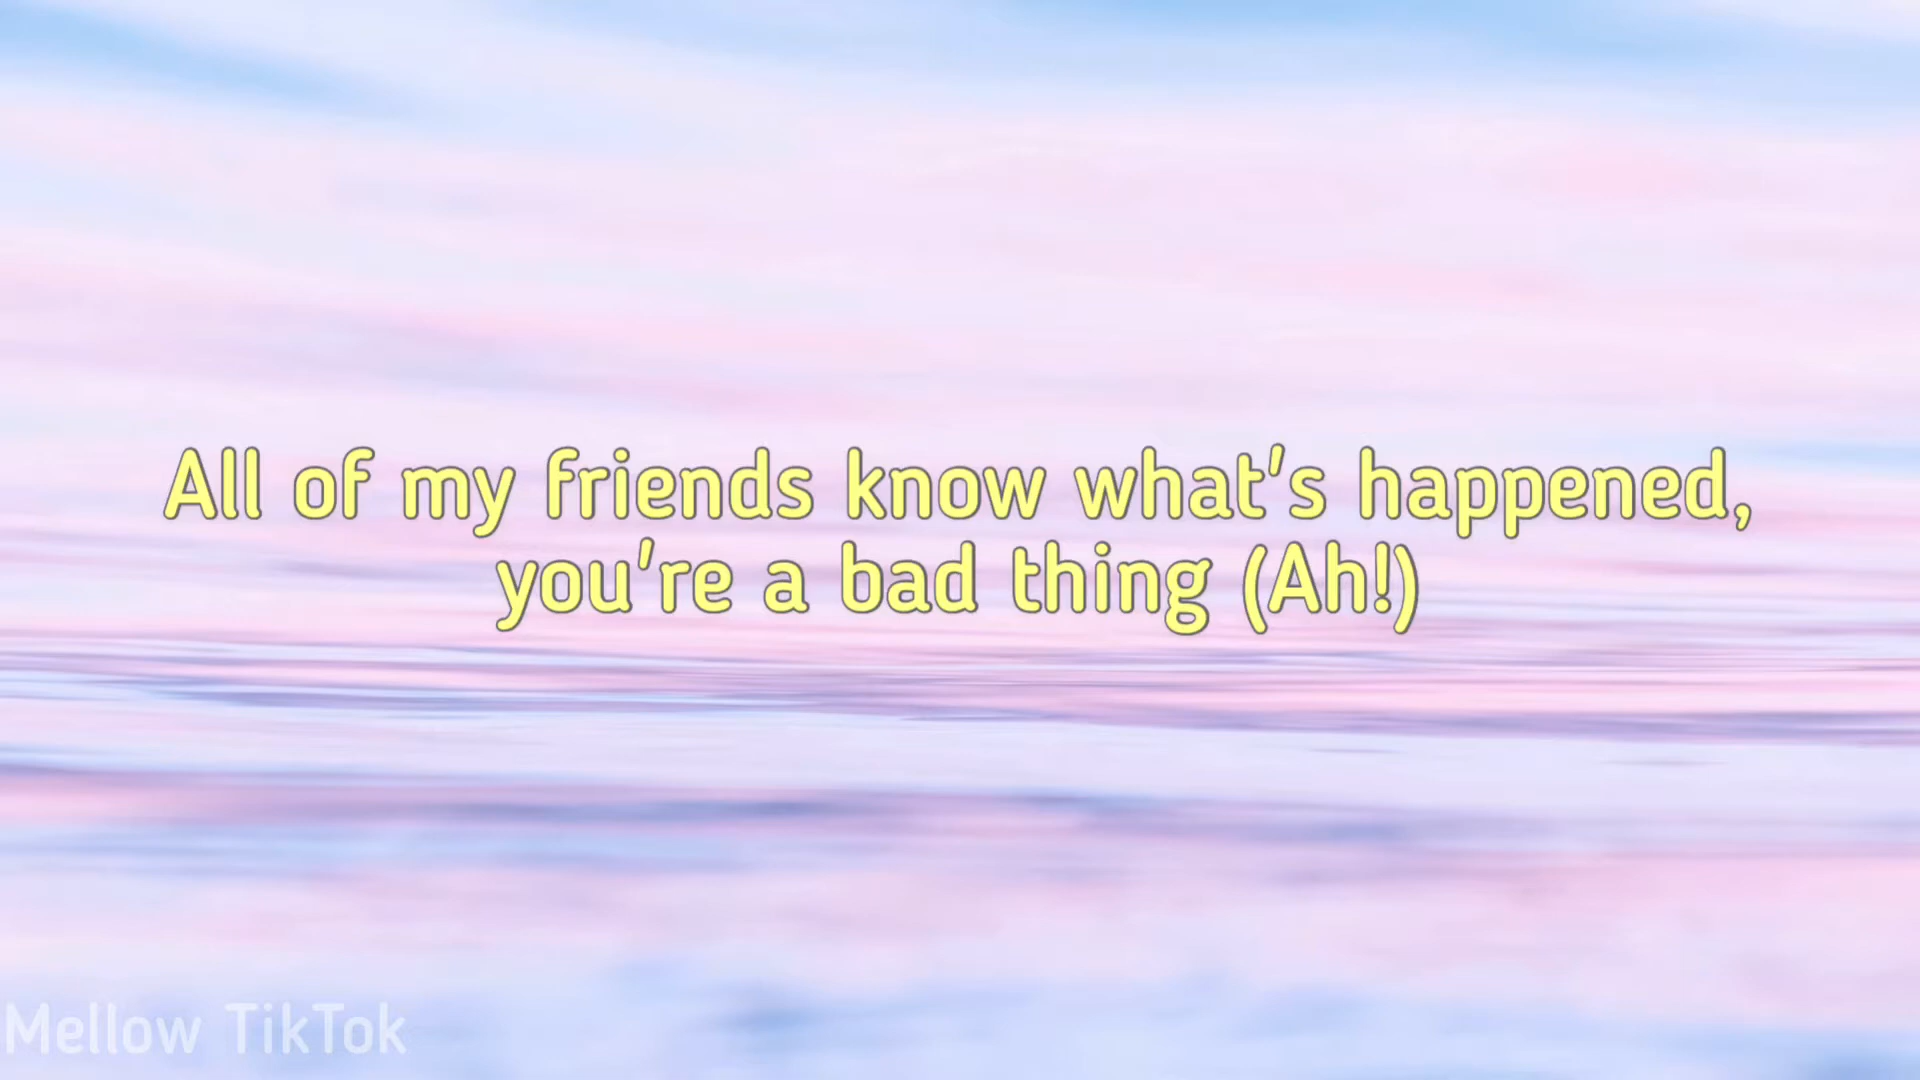 All of my friends know what's happened,
you're a bad thing (Ah!)
Mellow TikTok